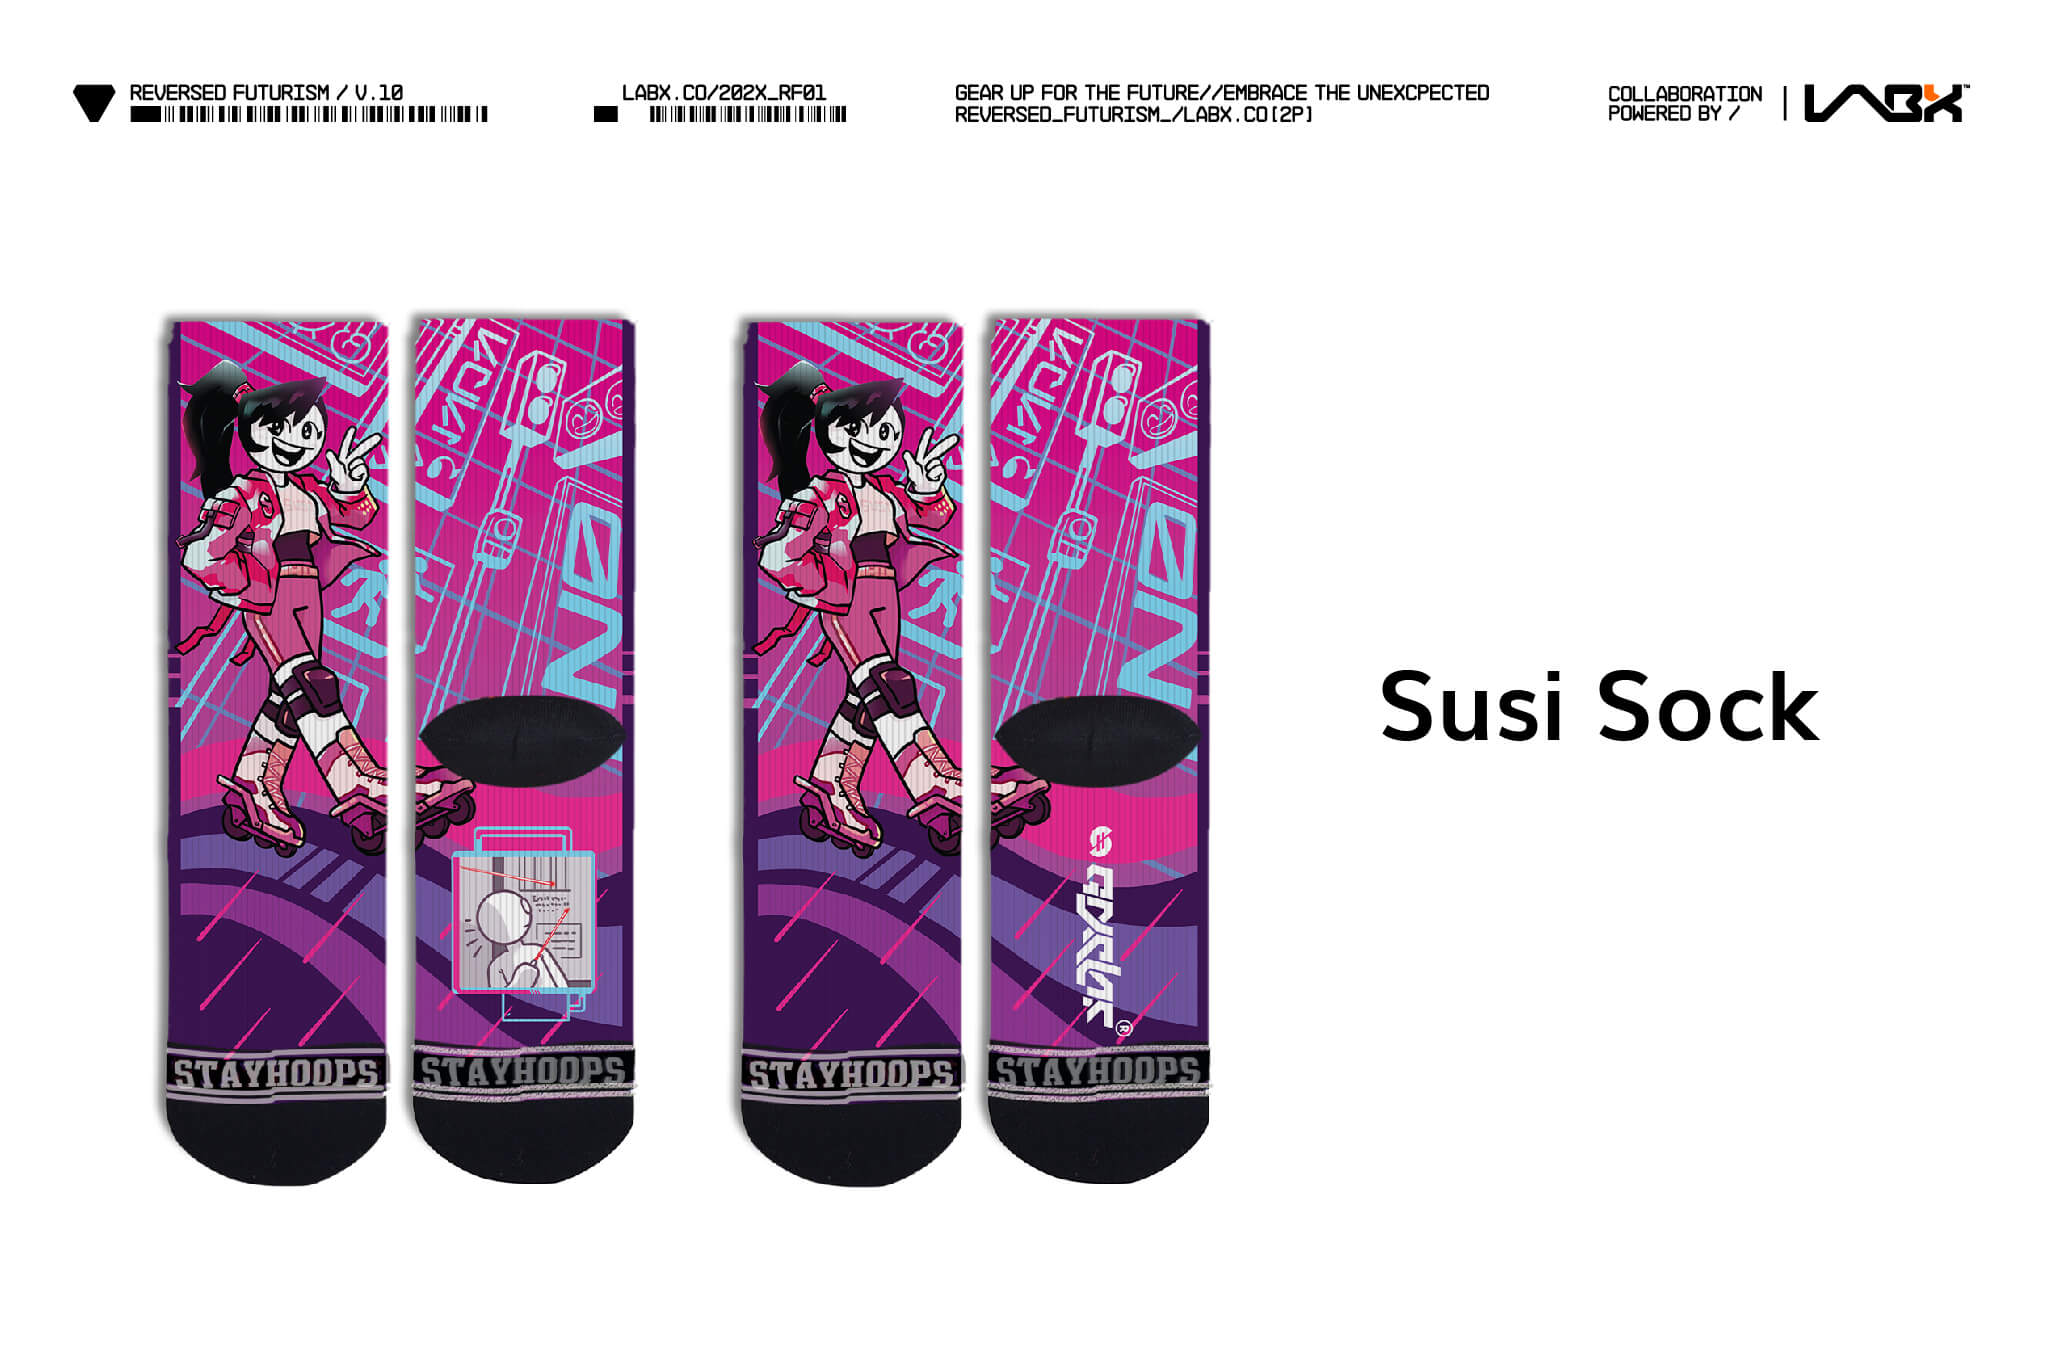 REVERSED FUTURISM / V.10
LABX.CO/202X_RF01
GEAR UP FOR THE FUTURE//EMBRACE THE UNEXCPECTED
REVERSED_FUTURISM_/LABX.CO[2P]
COLLABORATION
POWERED BY /
LABX™
Susi Sock
®
STAYHOOPS
STAYHOOPS
STAYHOOPS
STAYHOOPS